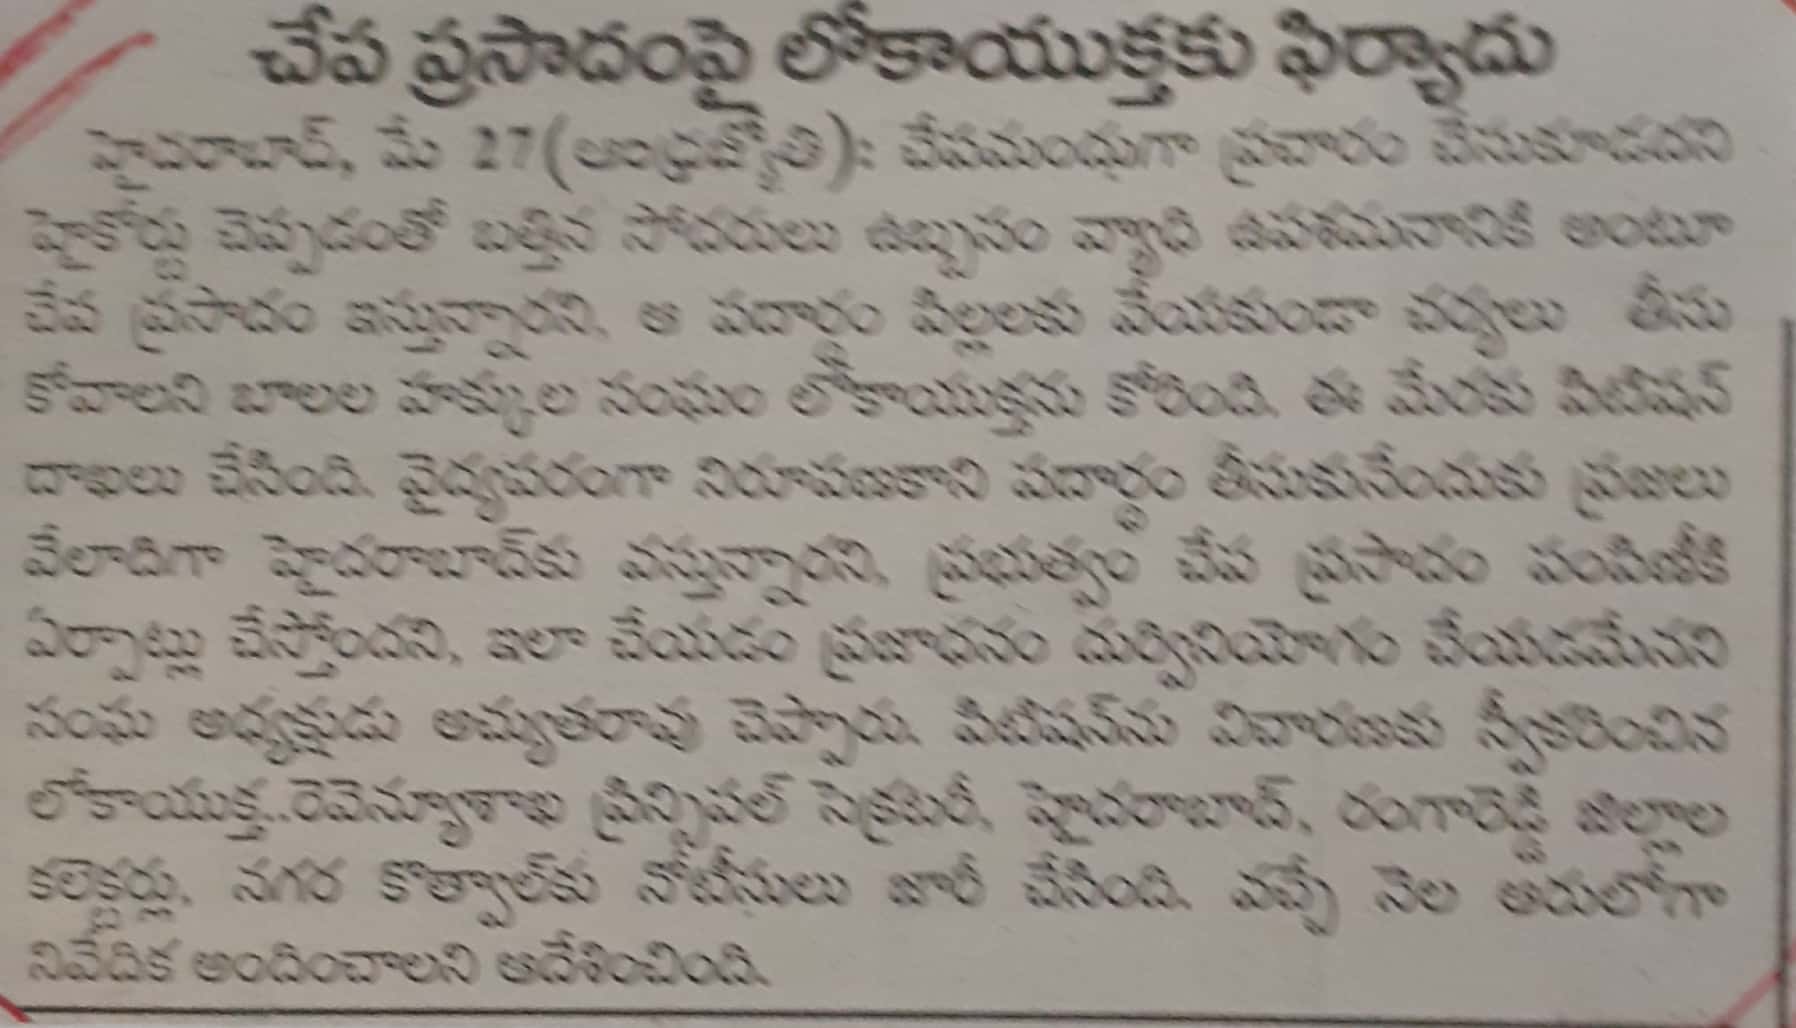 చేప ప్రసాదంపై లోకాయుక్తకు ఫిర్యాదు
హైదరాబాద్, మే 27(ఆంధ్రజ్యోతి): చేపమందుగా ప్రచారం చేసుకూడదని
హైకోర్టు చెప్పడంతో బత్తిన సోదరులు ఉబ్బసం వ్యాధి ఉపశమనానికి అంటూ
చేప ప్రసాదం ఇస్తున్నారని, ఆ పదార్థం పిల్లలకు వేయకుండా చర్యలు తీసు
కోవాలని బాలల హక్కుల సంఘం లోకాయుక్తను కోరింది. ఈ మేరకు పిటిషన్
దాఖలు చేసింది. వైద్యపరంగా నిరూపణకాని పదార్థం తీసుకునేందుకు ప్రజలు
వేలాదిగా హైదరాబాద్‌కు వస్తున్నారని, ప్రభుత్వం చేప ప్రసాదం పంపిణీకి
ఏర్పాట్లు చేస్తోందని, ఇలా చేయడం ప్రజాధనం దుర్వినియోగం చేయడమేనని
సంఘ అధ్యక్షుడు అచ్యుతరావు చెప్పారు. పిటిషన్‌ను విచారణకు స్వీకరించిన
లోకాయుక్త..రెవెన్యూశాఖ ప్రిన్సిపల్ సెక్రటరీ, హైదరాబాద్, రంగారెడ్డి జిల్లాల
కలెక్టర్లు, నగర కొత్వాల్‌కు నోటీసులు జారీ చేసింది. వచ్చే నెల ఆరులోగా
నివేదిక అందించాలని ఆదేశించింది.